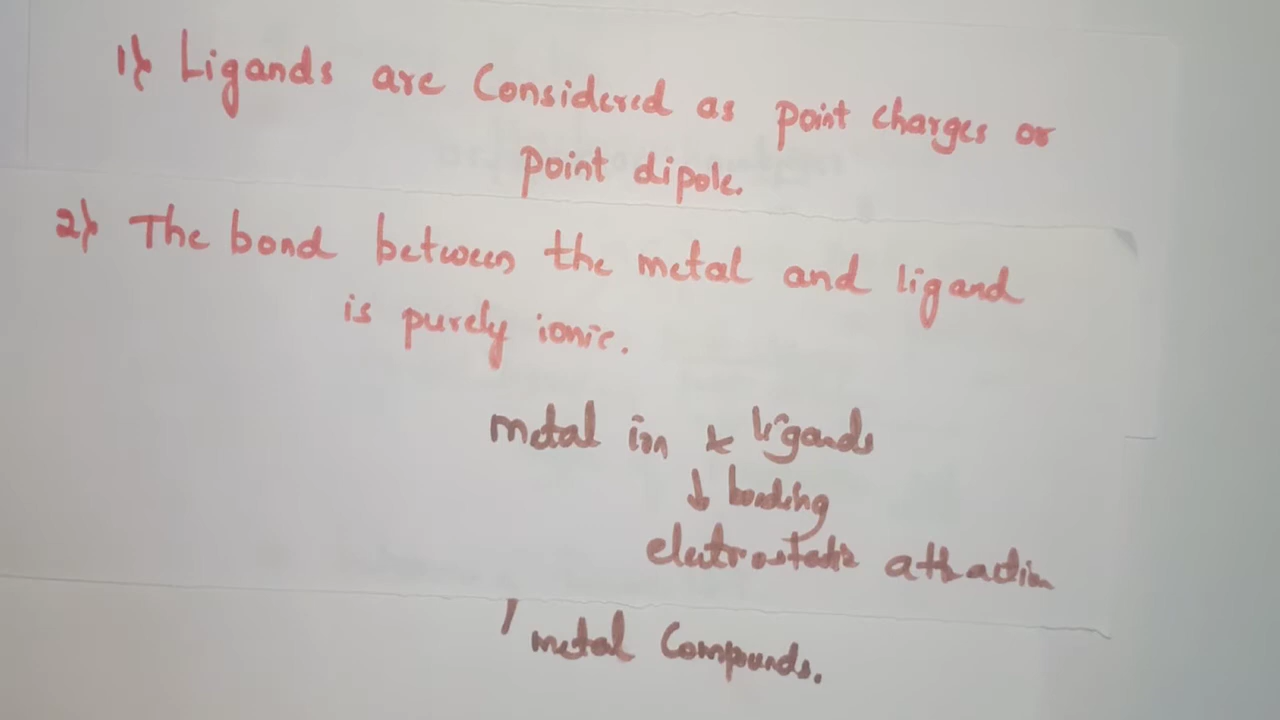 1) Ligands are Considered as point charges or
point dipole.
2) The bond between the metal and ligand
is purely ionic.
metal ion & ligands
↓ bonding
electrostatic attraction
metal Compounds.